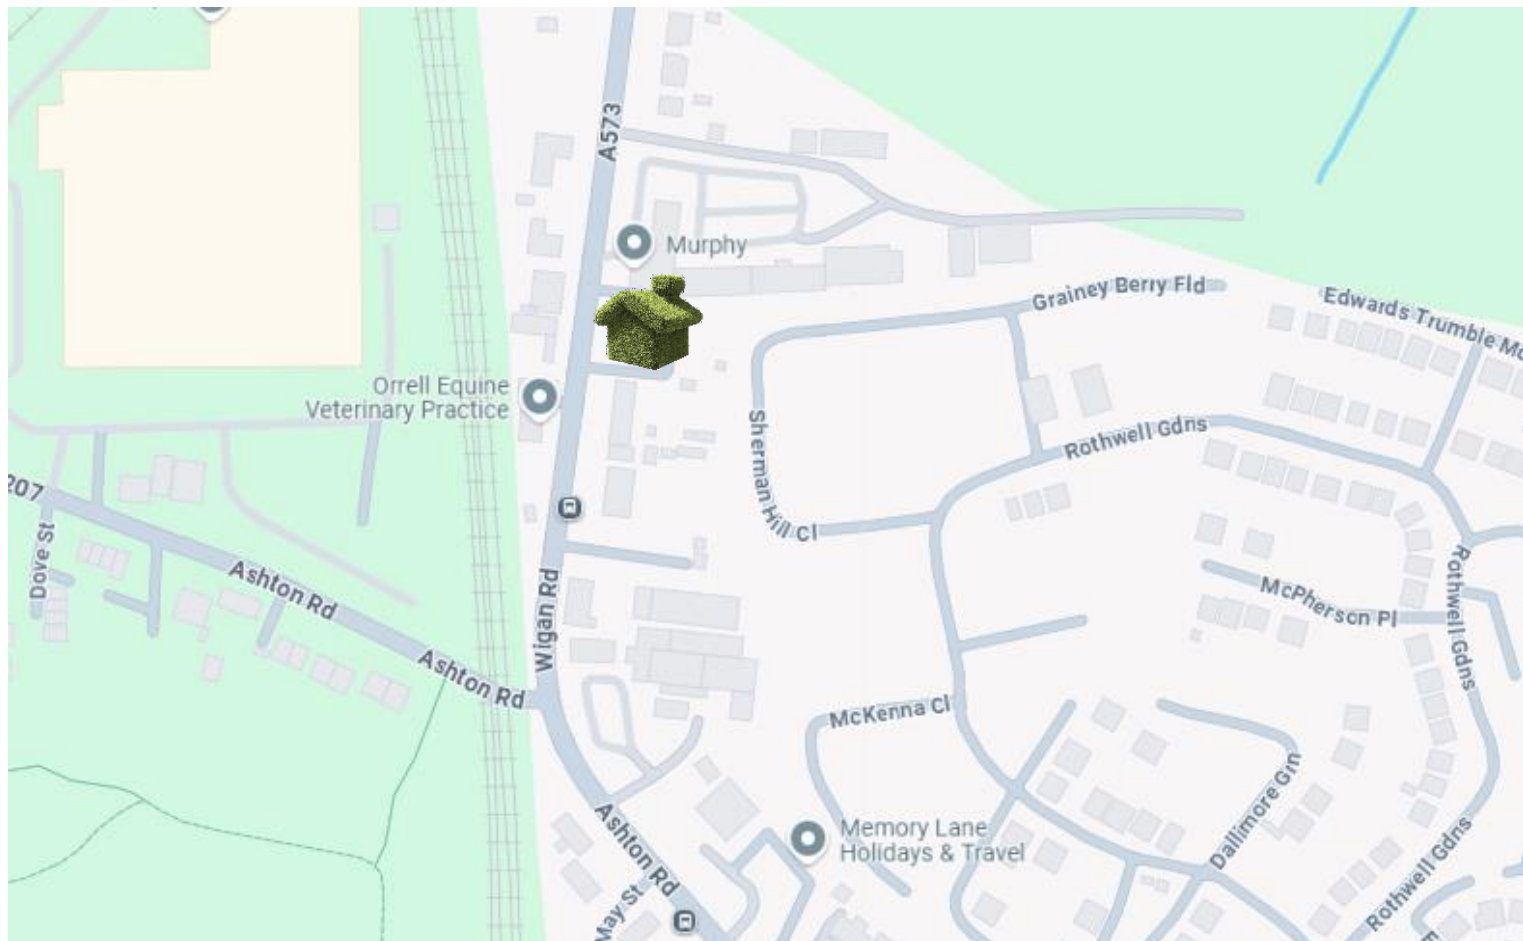 A573
Murphy
Grainey Berry Fld
Edwards Trumble
Orrell Equine
Veterinary Practice
Sherman Hill Cl
Rothwell Gdns
207
Dove St
Ashton Rd
Wigan Rd
McPherson Pl
Rothwell Gdns
Ashton Rd
McKenna Cl
Dallimore Grn
Ashton Rd
Memory Lane
Holidays & Travel
Rothwell Gdns
May St